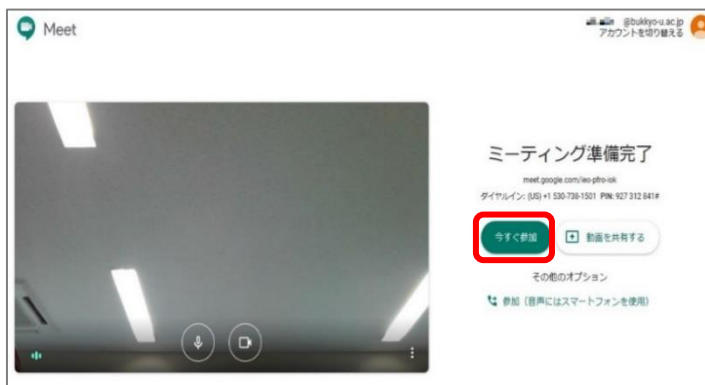 Meet
@bukkyo-u.ac.jp
アカウントを切り替える
ミーティング準備完了
meet.google.com/ieo-pfro-iok
ダイヤルイン: (US) +1 530-738-1501 PIN: 927 312 841#
今すぐ参加
動画を共有する
その他のオプション
参加（音声にはスマートフォンを使用）